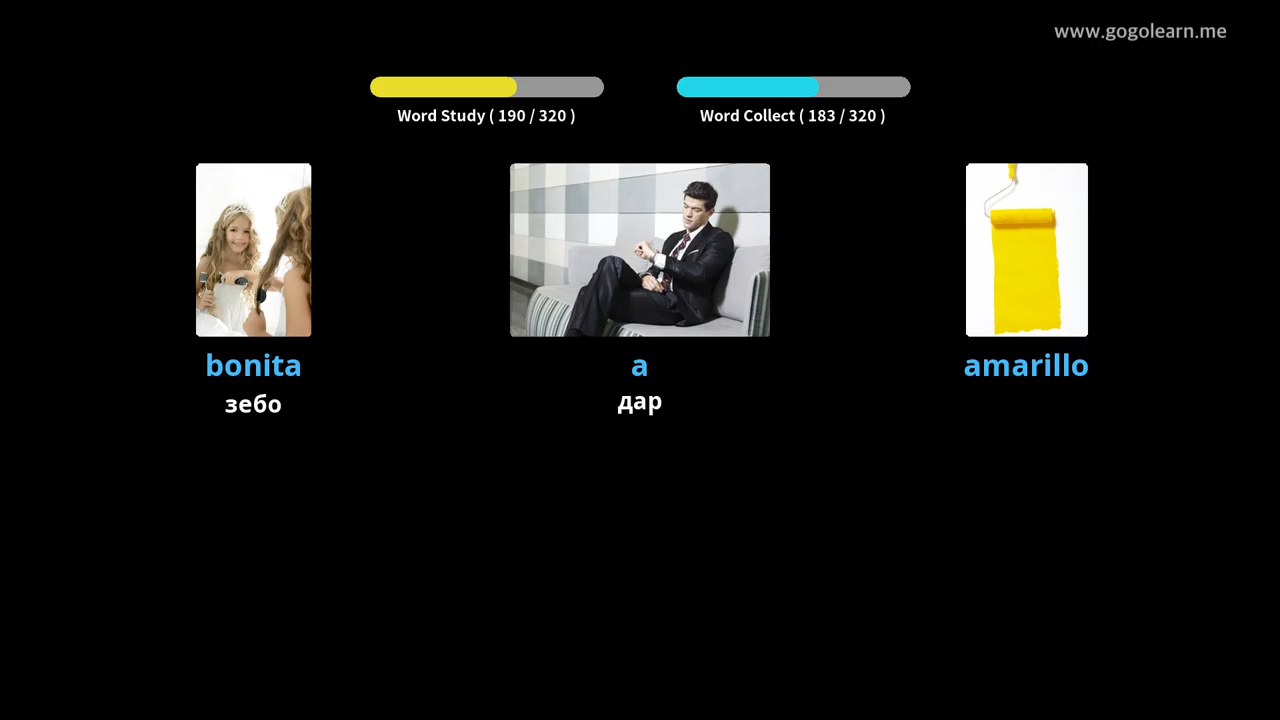 www.gogolearn.me
Word Study ( 190 / 320 )
Word Collect ( 183 / 320 )
bonita
a
amarillo
зебо
дар